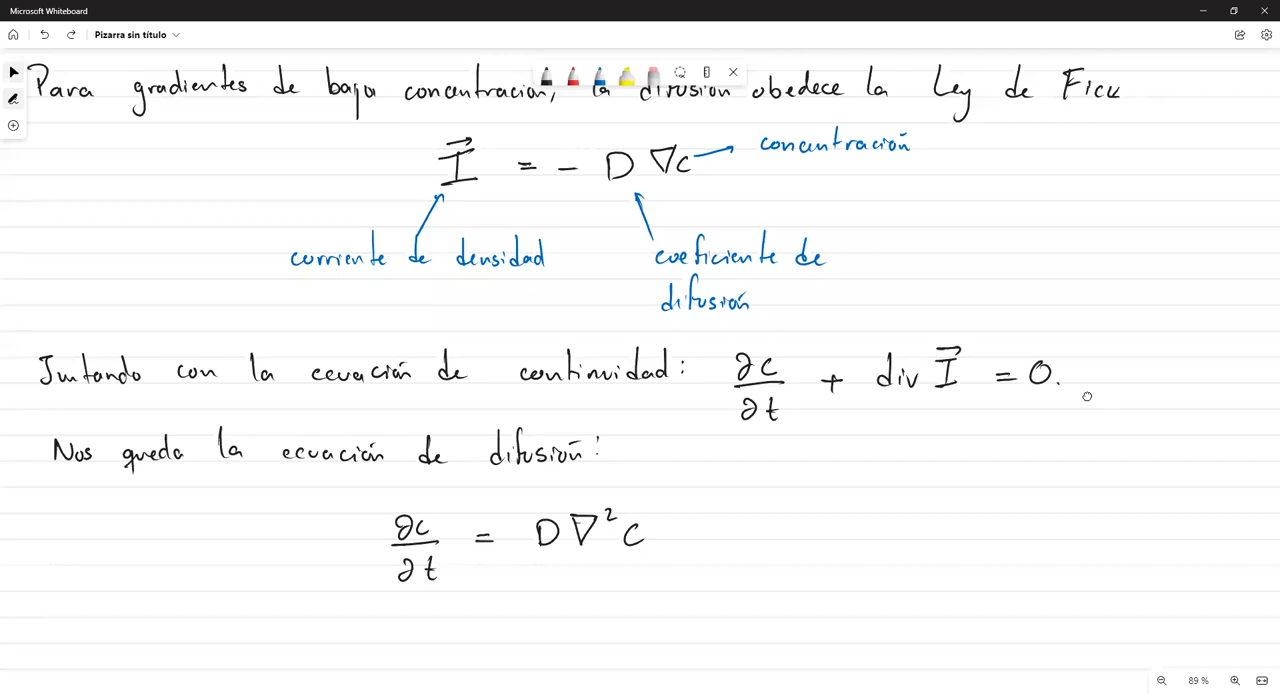 Microsoft Whiteboard
Pizarra sin título
Para gradientes de baja concentración, la difusión obedece la Ley de Fick
I⃗ = - D ∇c → concentración
corriente de densidad
coeficiente de
difusión
Juntando con la ecuación de continuidad: ∂c/∂t + div I⃗ = 0.
Nos queda la ecuación de difusión:
∂c/∂t = D ∇²c
89 %